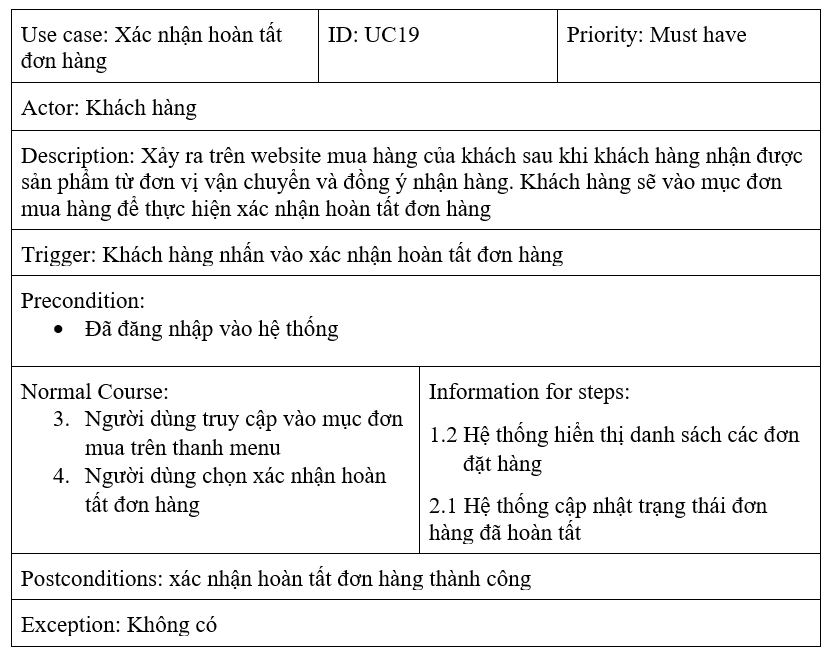 Use case: Xác nhận hoàn tất
đơn hàng
ID: UC19
Priority: Must have
Actor: Khách hàng
Description: Xảy ra trên website mua hàng của khách sau khi khách hàng nhận được
sản phẩm từ đơn vị vận chuyển và đồng ý nhận hàng. Khách hàng sẽ vào mục đơn
mua hàng để thực hiện xác nhận hoàn tất đơn hàng
Trigger: Khách hàng nhấn vào xác nhận hoàn tất đơn hàng
Precondition:
• Đã đăng nhập vào hệ thống
Normal Course:
3. Người dùng truy cập vào mục đơn
mua trên thanh menu
4. Người dùng chọn xác nhận hoàn
tất đơn hàng
Information for steps:
1.2 Hệ thống hiển thị danh sách các đơn
đặt hàng
2.1 Hệ thống cập nhật trạng thái đơn
hàng đã hoàn tất
Postconditions: xác nhận hoàn tất đơn hàng thành công
Exception: Không có